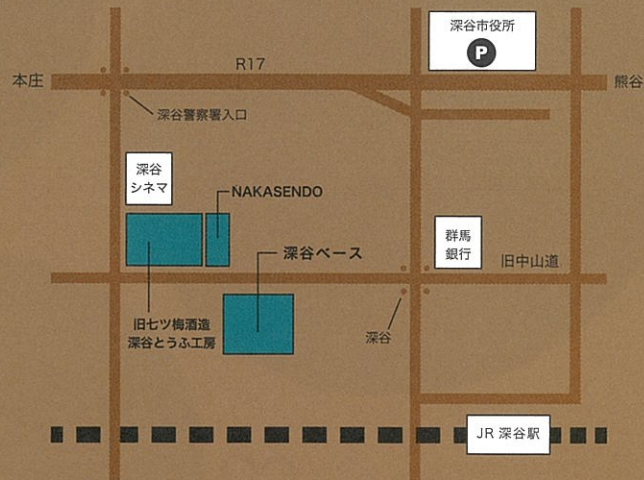 深谷市役所
P
R17
本庄
熊谷
深谷警察署入口
深谷
シネマ
NAKASENDO
群馬
銀行
深谷ベース
旧中山道
旧七ツ梅酒造
深谷とうふ工房
深谷
JR 深谷駅